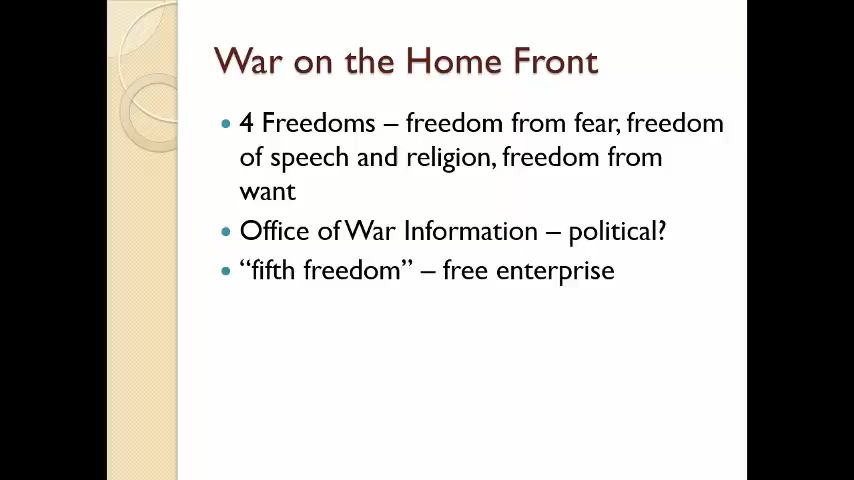 War on the Home Front
• 4 Freedoms – freedom from fear, freedom
of speech and religion, freedom from
want
• Office of War Information – political?
• “fifth freedom” – free enterprise